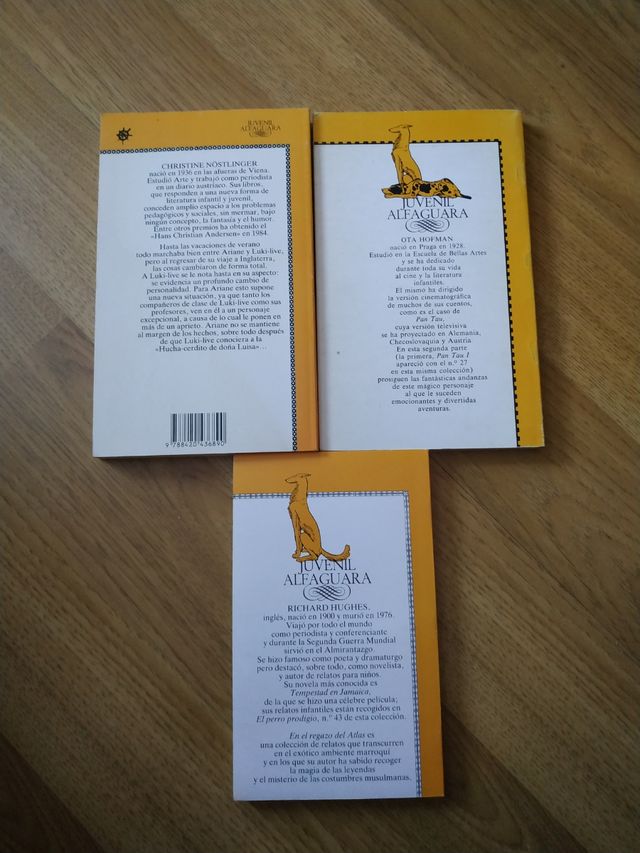 JUVENIL
ALFAGUARA
CHRISTINE NÖSTLINGER
nació en 1936 en las afueras de Viena.
Estudió Arte y trabajó como periodista
en un diario austríaco. Sus libros,
que responden a una nueva forma de
literatura infantil y juvenil,
conceden amplio espacio a los problemas
pedagógicos y sociales, sin mermar, bajo
ningún concepto, la fantasía y el humor.
Entre otros premios ha obtenido el
«Hans Christian Andersen» en 1984.
Hasta las vacaciones de verano
todo marchaba bien entre Ariane y Luki-live,
pero al regresar de su viaje a Inglaterra,
las cosas cambiaron de forma total.
A Luki-live se le nota hasta en su aspecto:
se evidencia un profundo cambio de
personalidad. Para Ariane esto supone
una nueva situación, ya que tanto los
compañeros de clase de Luki-live como sus
profesores, ven en él a un personaje
excepcional, a causa de lo cual le ponen en
más de un aprieto. Ariane no se mantiene
al margen de los hechos, sobre todo después
de que Luki-live conociera a la
«Hucha-cerdito de doña Luisa»...
9 788420 436890
JUVENIL
ALFAGUARA
OTA HOFMAN
nació en Praga en 1928.
Estudió en la Escuela de Bellas Artes
y se ha dedicado
durante toda su vida
al cine y la literatura
infantiles.
El mismo ha dirigido
la versión cinematográfica
de muchos de sus cuentos,
como es el caso de
Pan Tau,
cuya versión televisiva
se ha proyectado en Alemania,
Checoslovaquia y Austria.
En esta segunda parte
(la primera, Pan Tau I
apareció con el n.º 27
en esta misma colección)
prosiguen las fantásticas andanzas
de este mágico personaje
al que le suceden
emocionantes y divertidas
aventuras.
JUVENIL
ALFAGUARA
RICHARD HUGHES,
inglés, nació en 1900 y murió en 1976.
Viajó por todo el mundo
como periodista y conferenciante
y durante la Segunda Guerra Mundial
sirvió en el Almirantazgo.
Se hizo famoso como poeta y dramaturgo
pero destacó, sobre todo, como novelista,
y autor de relatos para niños.
Su novela más conocida es
Tempestad en Jamaica,
de la que se hizo una célebre película;
sus relatos infantiles están recogidos en
El perro prodigio, n.º 43 de esta colección.
En el regazo del Atlas es
una colección de relatos que transcurren
en el exótico ambiente marroquí
y en los que su autor ha sabido recoger
la magia de las leyendas
y el misterio de las costumbres musulmanas.